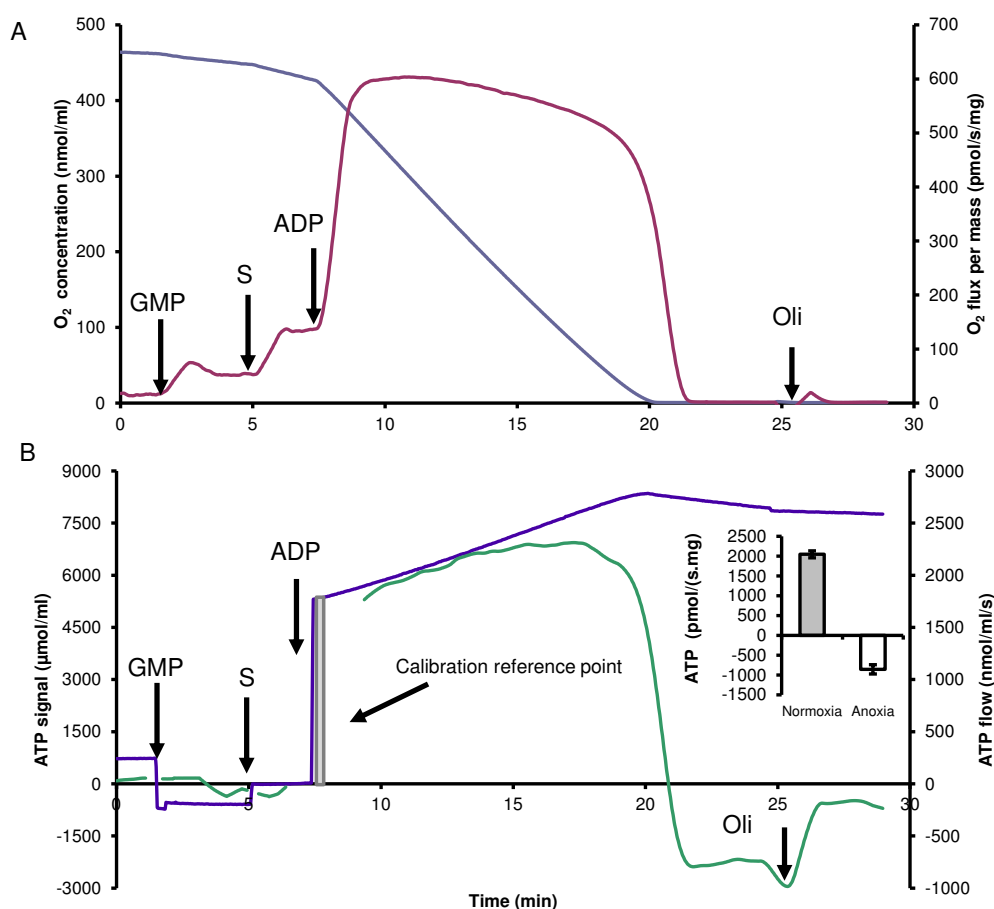 A
O2 concentration (nmol/ml)
500
400
300
200
100
0
GMP
S
ADP
Oli
700
600
500
400
300
200
100
0
O2 flux per mass (pmol/s/mg)
0 5 10 15 20 25 30
B
ATP signal (µmol/ml)
9000
7500
6000
4500
3000
1500
0
-1500
-3000
GMP
S
ADP
Calibration reference point
Oli
ATP (pmol/(s.mg)
2500
2000
1500
1000
500
0
-500
-1000
-1500
Normoxia Anoxia
3000
2500
2000
1500
1000
500
0
-500
-1000
ATP flow (nmol/ml/s)
0 5 10 15 20 25 30
Time (min)